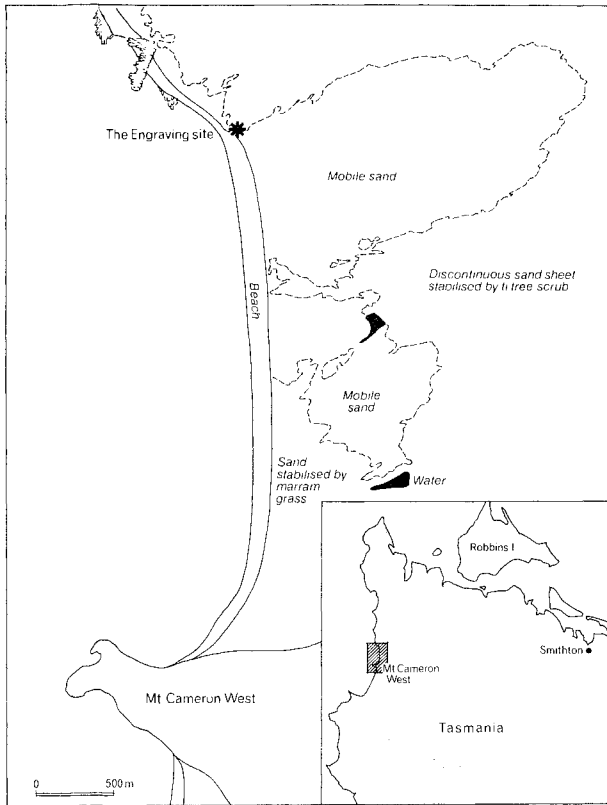 The Engraving site
Mobile sand
Discontinuous sand sheet
stabilised by ti tree scrub
Beach
Mobile
sand
Sand
stabilised by
marram
grass
Water
Robbins I
Smithton
Mt Cameron
West
Mt Cameron West
Tasmania
0 500m